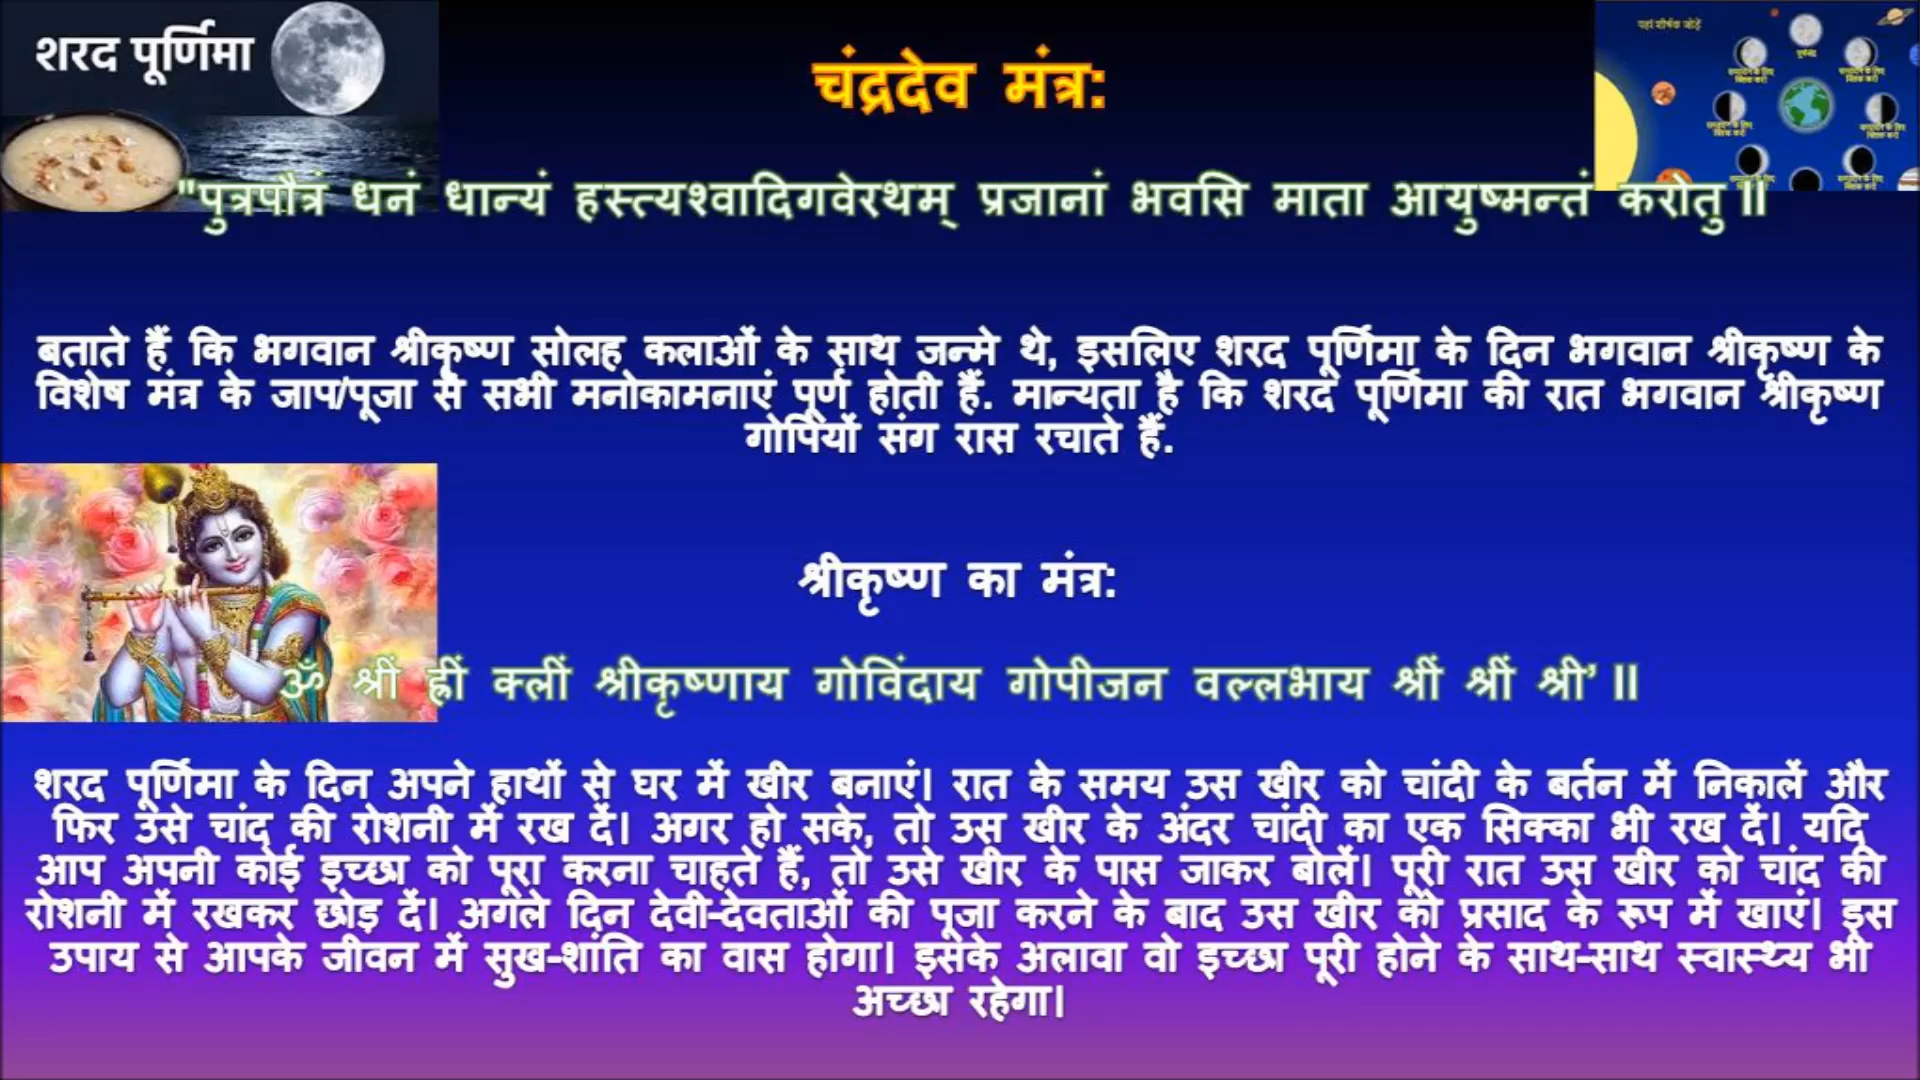 शरद पूर्णिमा
यहां शीर्षक जोड़ें
चंद्रदेव मंत्र:
"पुत्रपौत्रं धनं धान्यं हस्त्यश्वादिगवेरथम् प्रजानां भवसि माता आयुष्मन्तं करोतु ॥
बताते हैं कि भगवान श्रीकृष्ण सोलह कलाओं के साथ जन्मे थे, इसलिए शरद पूर्णिमा के दिन भगवान श्रीकृष्ण के
विशेष मंत्र के जाप/पूजा से सभी मनोकामनाएं पूर्ण होती हैं. मान्यता है कि शरद पूर्णिमा की रात भगवान श्रीकृष्ण
गोपियों संग रास रचाते हैं.
श्रीकृष्ण का मंत्र:
ॐ श्रीं ह्रीं क्लीं श्रीकृष्णाय गोविंदाय गोपीजन वल्लभाय श्रीं श्रीं श्री’ ॥
शरद पूर्णिमा के दिन अपने हाथों से घर में खीर बनाएं। रात के समय उस खीर को चांदी के बर्तन में निकालें और
फिर उसे चांद की रोशनी में रख दें। अगर हो सके, तो उस खीर के अंदर चांदी का एक सिक्का भी रख दें। यदि
आप अपनी कोई इच्छा को पूरा करना चाहते हैं, तो उसे खीर के पास जाकर बोलें। पूरी रात उस खीर को चांद की
रोशनी में रखकर छोड़ दें। अगले दिन देवी-देवताओं की पूजा करने के बाद उस खीर को प्रसाद के रूप में खाएं। इस
उपाय से आपके जीवन में सुख-शांति का वास होगा। इसके अलावा वो इच्छा पूरी होने के साथ-साथ स्वास्थ्य भी
अच्छा रहेगा।